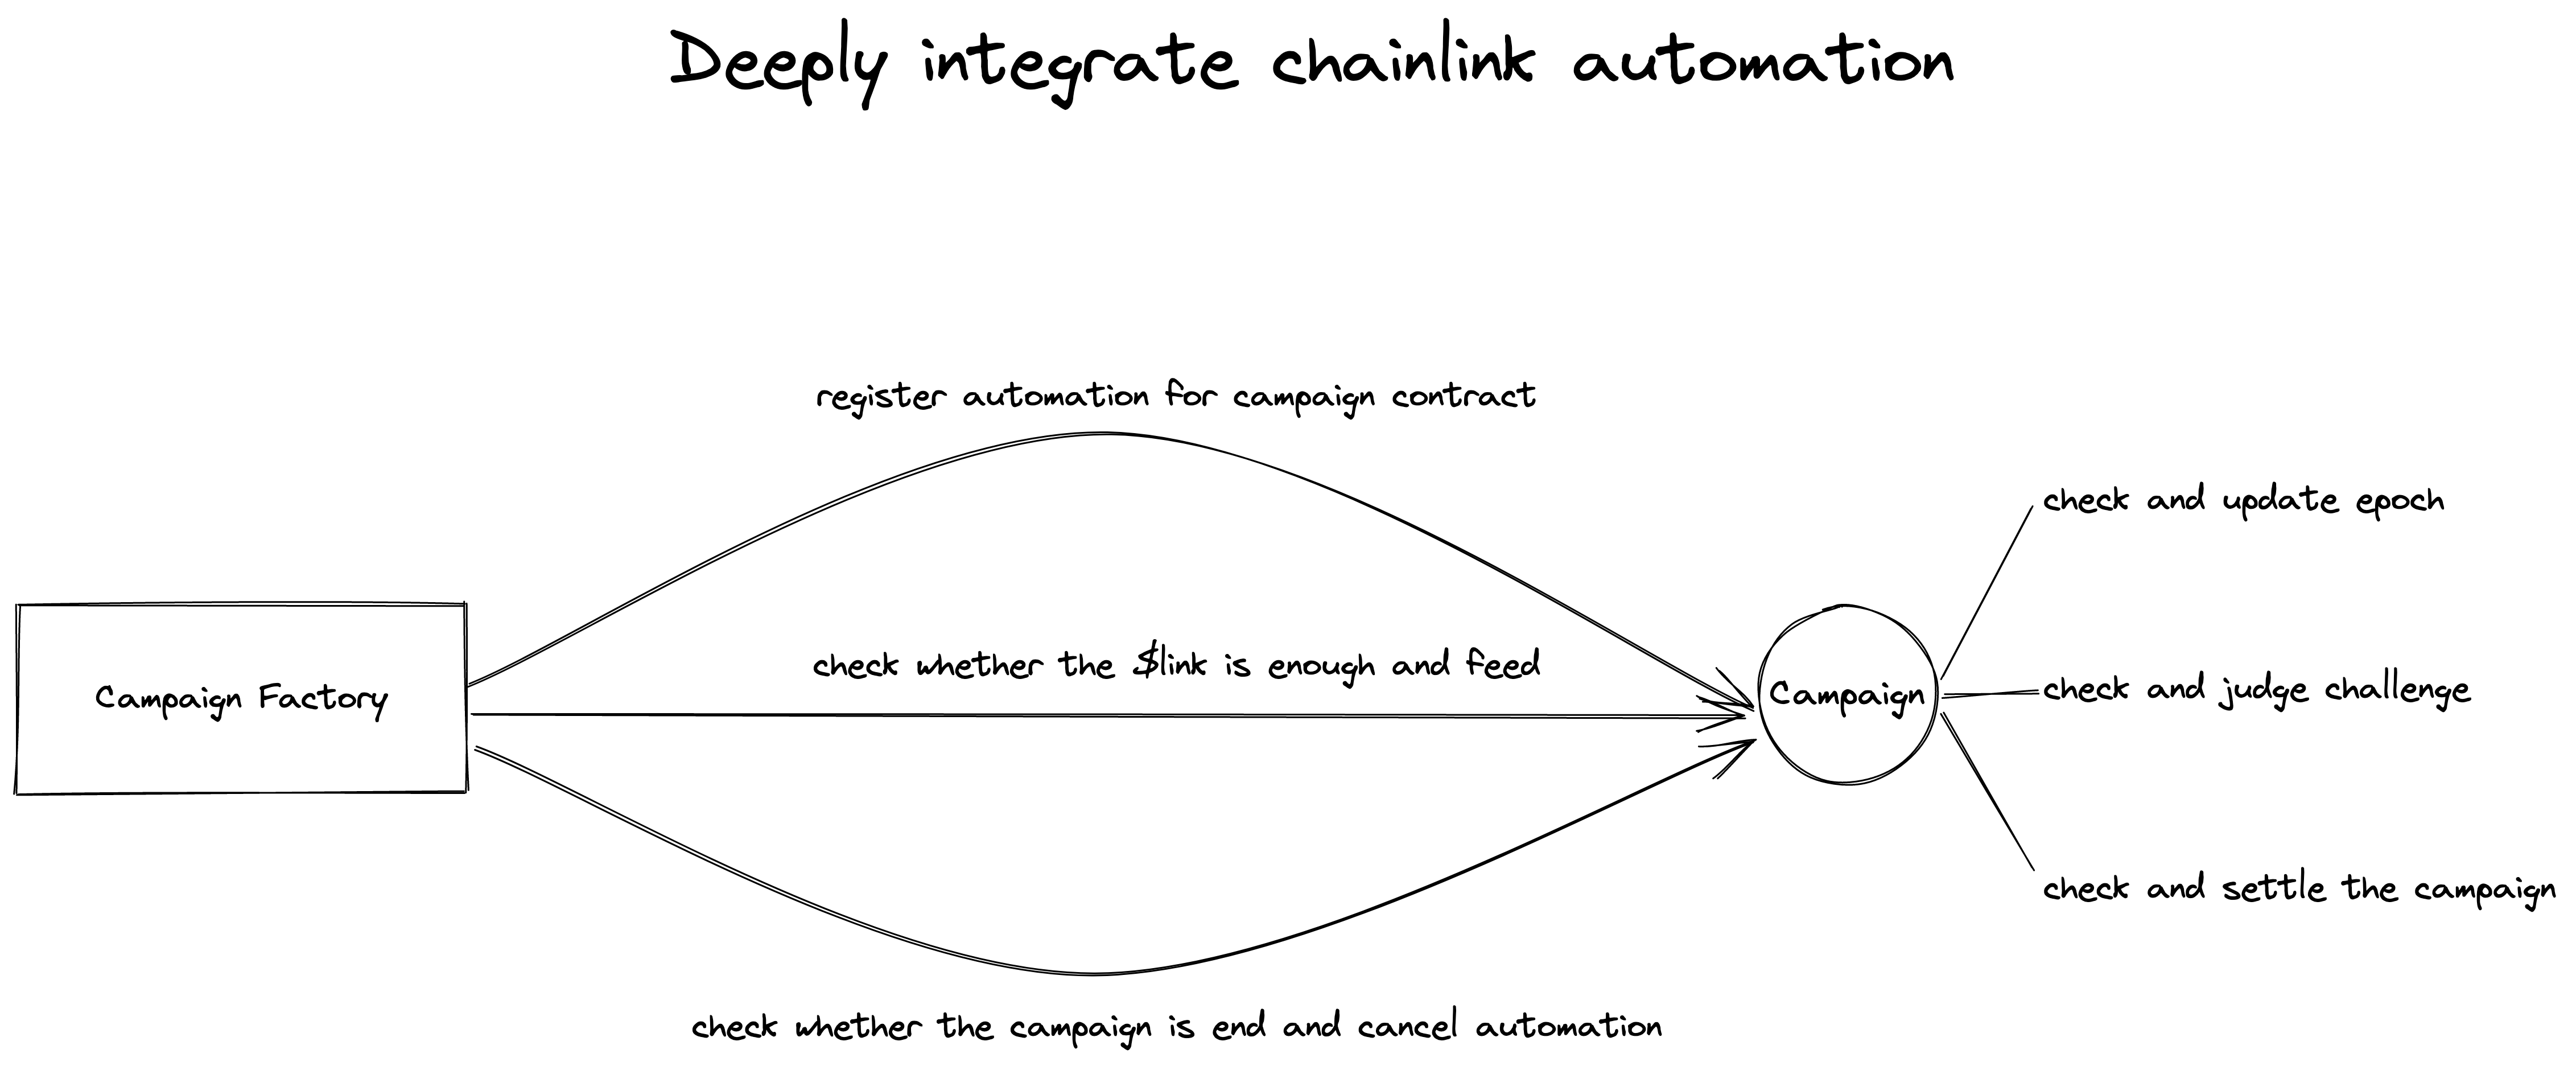 Deeply integrate chainlink automation
register automation for campaign contract
check and update epoch
check whether the $link is enough and feed
Campaign Factory
Campaign
check and judge challenge
check and settle the campaign
check whether the campaign is end and cancel automation